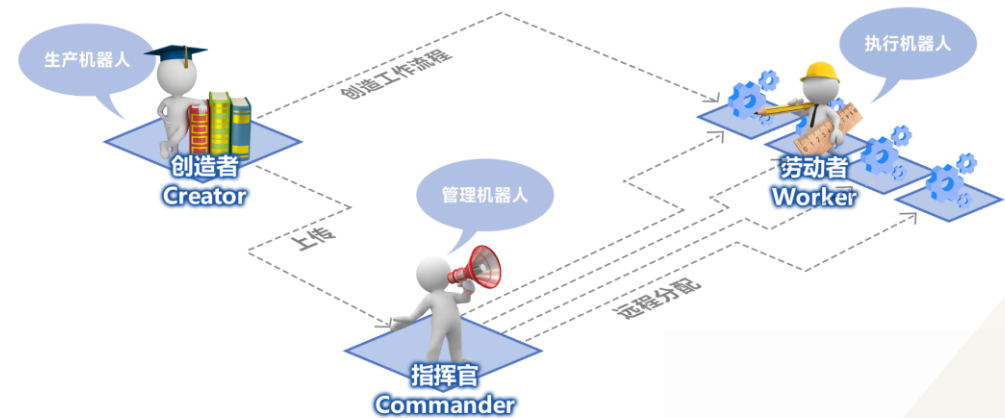 生产机器人
执行机器人
创造工作流程
创造者
Creator
劳动者
Worker
管理机器人
上传
远程分配
指挥官
Commander